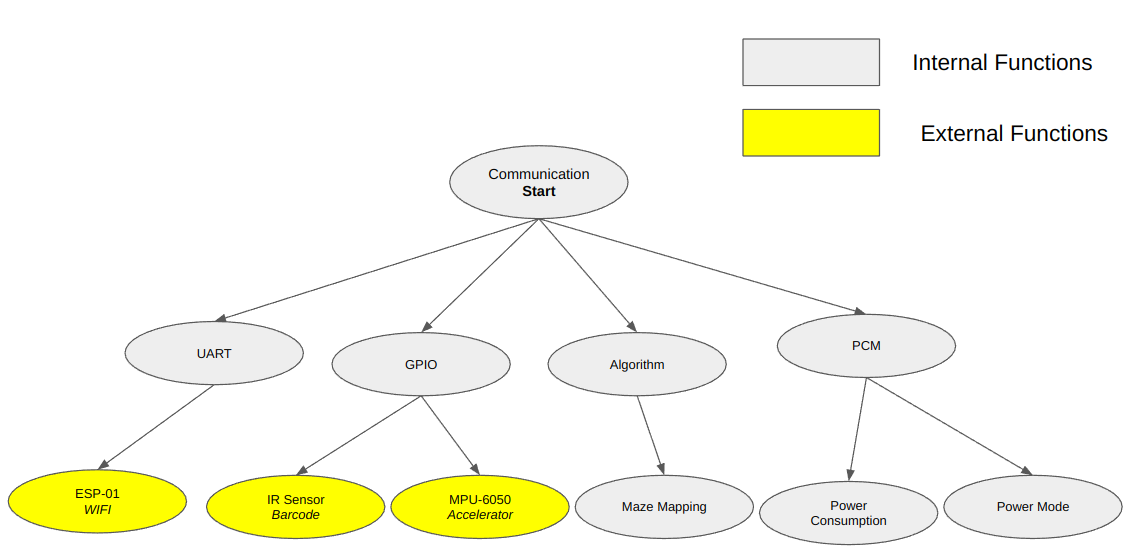 Internal Functions
External Functions
Communication
Start
UART
GPIO
Algorithm
PCM
ESP-01
WIFI
IR Sensor
Barcode
MPU-6050
Accelerator
Maze Mapping
Power
Consumption
Power Mode